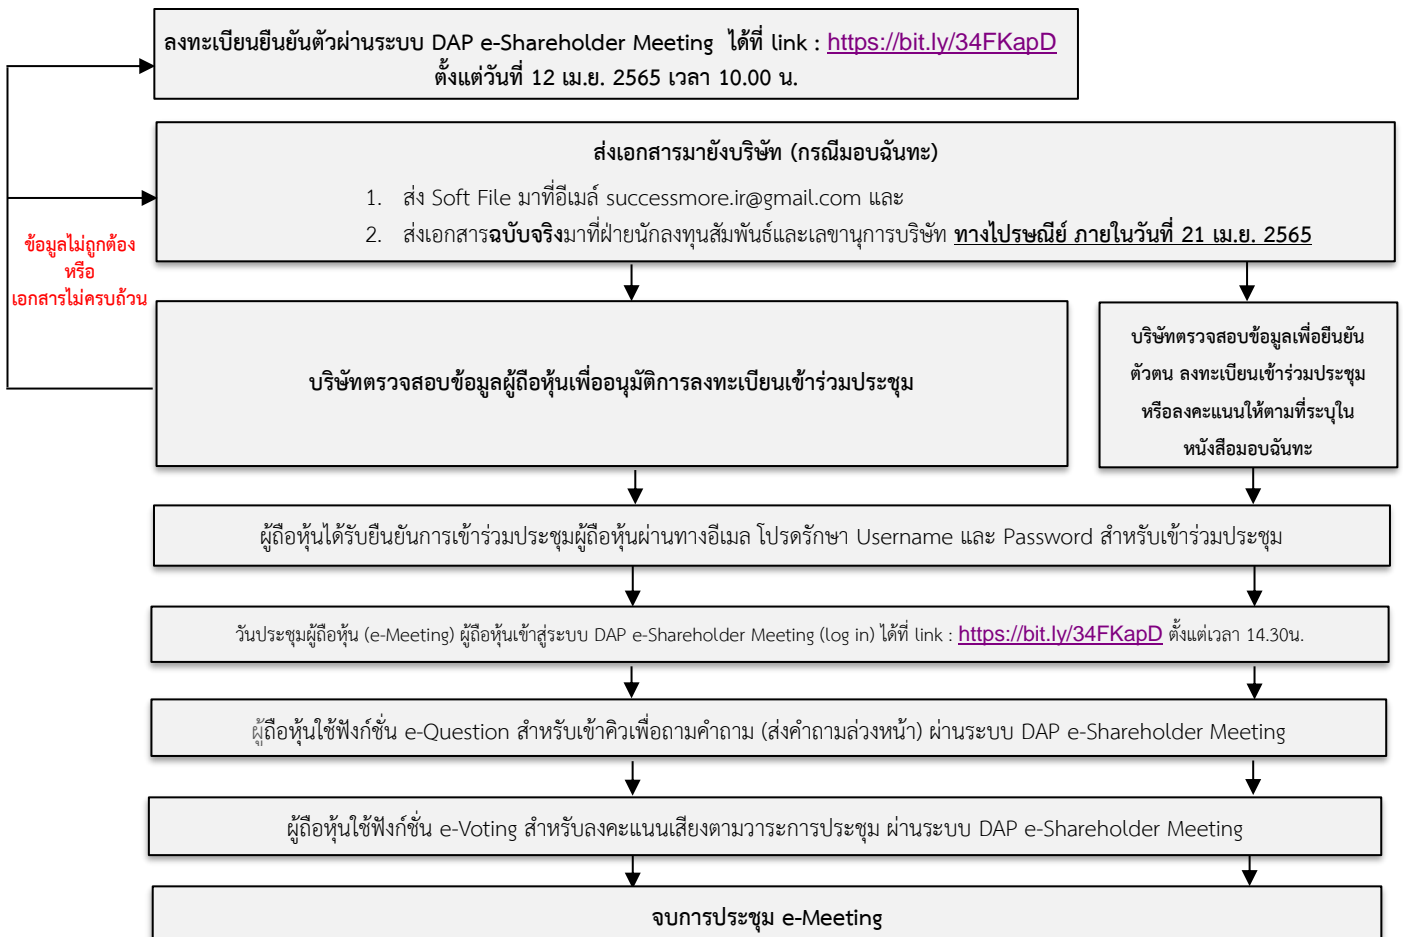 ลงทะเบียนยืนยันตัวผ่านระบบ DAP e-Shareholder Meeting ได้ที่ link : https://bit.ly/34FKapD
ตั้งแต่วันที่ 12 เม.ย. 2565 เวลา 10.00 น.
ส่งเอกสารมายังบริษัท (กรณีมอบฉันทะ)
1. ส่ง Soft File มาที่อีเมล์ successmore.ir@gmail.com และ
2. ส่งเอกสารฉบับจริงมาที่ฝ่ายนักลงทุนสัมพันธ์และเลขานุการบริษัท ทางไปรษณีย์ ภายในวันที่ 21 เม.ย. 2565
ข้อมูลไม่ถูกต้อง
หรือ
เอกสารไม่ครบถ้วน
บริษัทตรวจสอบข้อมูลผู้ถือหุ้นเพื่ออนุมัติการลงทะเบียนเข้าร่วมประชุม
บริษัทตรวจสอบข้อมูลเพื่อยืนยัน
ตัวตน ลงทะเบียนเข้าร่วมประชุม
หรือลงคะแนนให้ตามที่ระบุใน
หนังสือมอบฉันทะ
ผู้ถือหุ้นได้รับยืนยันการเข้าร่วมประชุมผู้ถือหุ้นผ่านทางอีเมล โปรดรักษา Username และ Password สำหรับเข้าร่วมประชุม
วันประชุมผู้ถือหุ้น (e-Meeting) ผู้ถือหุ้นเข้าสู่ระบบ DAP e-Shareholder Meeting (log in) ได้ที่ link : https://bit.ly/34FKapD ตั้งแต่เวลา 14.30น.
ผู้ถือหุ้นใช้ฟังก์ชั่น e-Question สำหรับเข้าคิวเพื่อถามคำถาม (ส่งคำถามล่วงหน้า) ผ่านระบบ DAP e-Shareholder Meeting
ผู้ถือหุ้นใช้ฟังก์ชั่น e-Voting สำหรับลงคะแนนเสียงตามวาระการประชุม ผ่านระบบ DAP e-Shareholder Meeting
จบการประชุม e-Meeting